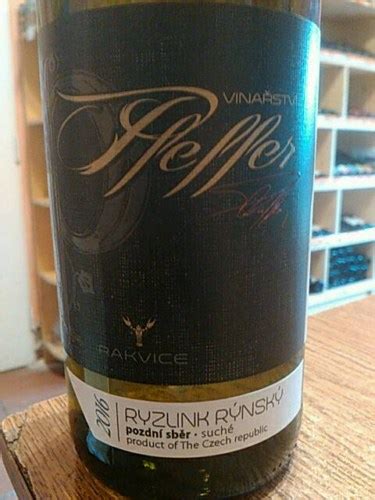 VINAŘSTVÍ
Pfeffer
RAKVICE
2016
RYZLINK RÝNSKÝ
pozdní sběr · suché
product of The Czech republic